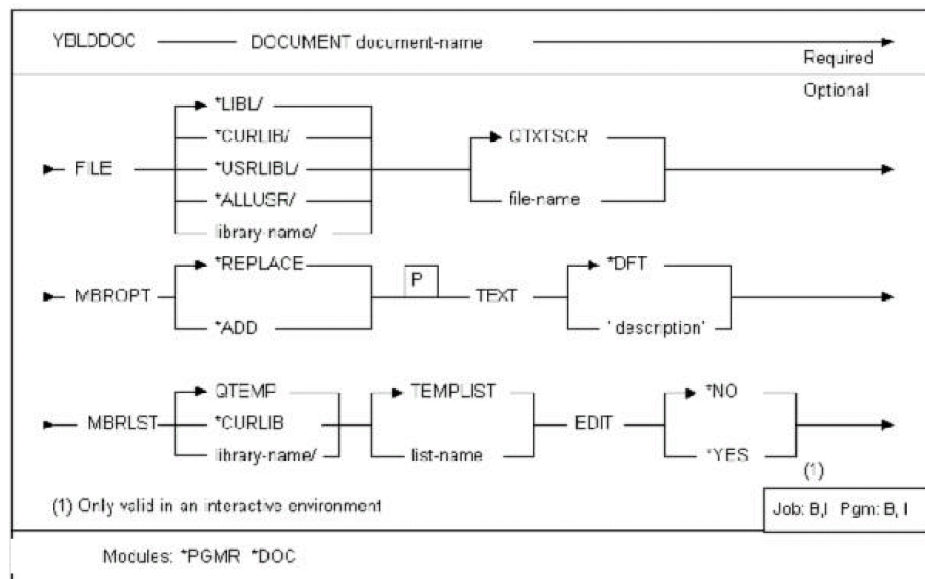 YBLDDOC DOCUMENT document-name
Required
Optional
*LIBL/
*CURLIB/
*USRLIBL/
*ALLUSR/
library-name/
FILE
QTXTSCR
file-name
MBROPT
*REPLACE
*ADD
P
TEXT
*DFT
' description'
MBRLST
QTEMP
*CURLIB
library-name/
TEMPLIST
list-name
EDIT
*NO
*YES
(1)
(1) Only valid in an interactive environment
Job: B,I Pgm: B, I
Modules: *PGMR *DOC